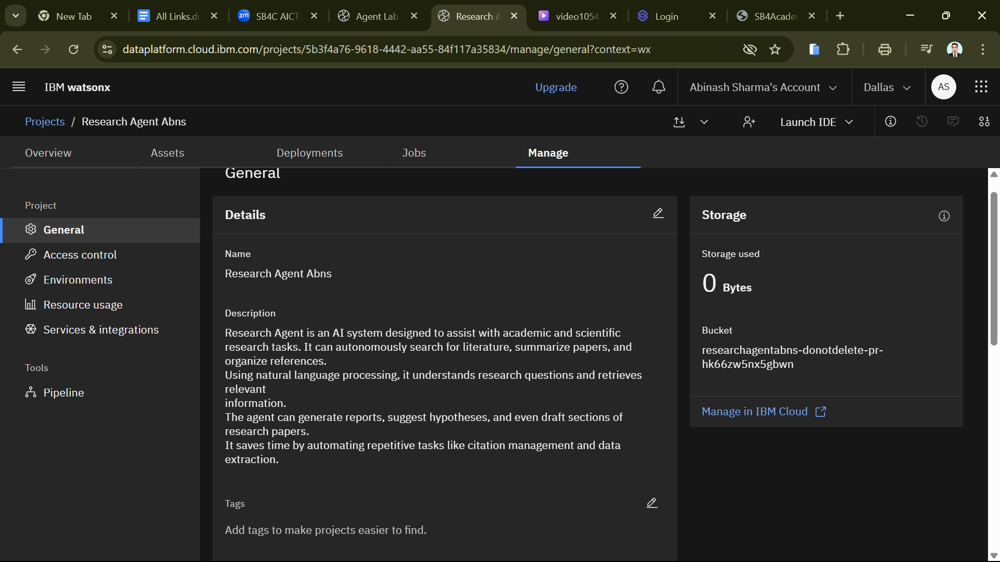 New Tab
All Links.dc
zm SB4C AICT
Agent Lab
Research A
video1054
Login
SB4Acader
dataplatform.cloud.ibm.com/projects/5b3f4a76-9618-4442-aa55-84f117a35834/manage/general?context=wx
IBM watsonx
Upgrade
Abinash Sharma's Account
Dallas
AS
Projects / Research Agent Abns
Launch IDE
Overview
Assets
Deployments
Jobs
Manage
Project
General
Access control
Environments
Resource usage
Services & integrations
Tools
Pipeline
General
Details
Name
Research Agent Abns
Description
Research Agent is an AI system designed to assist with academic and scientific
research tasks. It can autonomously search for literature, summarize papers, and
organize references.
Using natural language processing, it understands research questions and retrieves
relevant
information.
The agent can generate reports, suggest hypotheses, and even draft sections of
research papers.
It saves time by automating repetitive tasks like citation management and data
extraction.
Tags
Add tags to make projects easier to find.
Storage
Storage used
0 Bytes
Bucket
researchagentabns-donotdelete-pr-
hk66zw5nx5gbwn
Manage in IBM Cloud